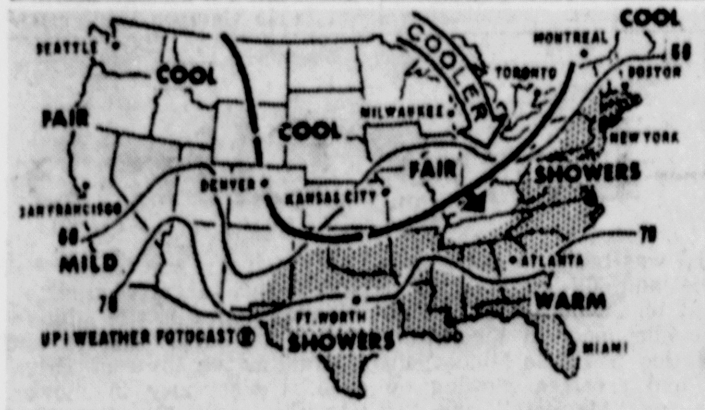 COOL
MONTREAL
SEATTLE
60
COOLER
COOL
TORONTO
BOSTON
MILWAUKEE
FAIR
COOL
NEW YORK
FAIR
SHOWERS
DENVER
KANSAS CITY
SAN FRANCISCO
60
70
MILD
ATLANTA
70
WARM
FT. WORTH
UPI WEATHER FOTOCAST
SHOWERS
MIAMI